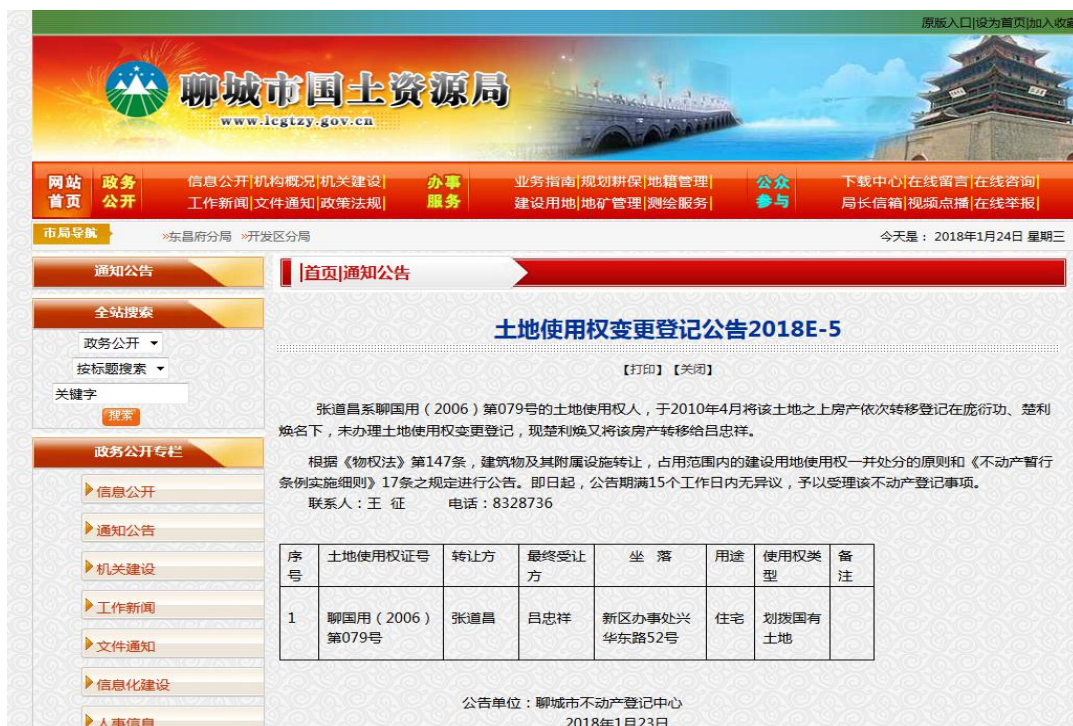 原版入口|设为首页|加入收
聊城市国土资源局
www.lcgtzy.gov.cn
网站 政务 信息公开|机构概况|机关建设| 办事 业务指南|规划耕保|地籍管理| 公众 下载中心|在线留言|在线咨询|
首页 公开 工作新闻|文件通知|政策法规| 服务 建设用地|地矿管理|测绘服务| 参与 局长信箱|视频点播|在线举报|
市局导航 »东昌府分局 »开发区分局 今天是: 2018年1月24日 星期三
通知公告
全站搜索
政务公开
按标题搜索
关键字
搜索
政务公开专栏
信息公开
通知公告
机关建设
工作新闻
文件通知
信息化建设
人事信息
|首页|通知公告
土地使用权变更登记公告2018E-5
【打印】【关闭】
张道昌系聊国用(2006)第079号的土地使用权人,于2010年4月将该土地之上房产依次转移登记在庞衍功、楚利
焕名下,未办理土地使用权变更登记,现楚利焕又将该房产转移给吕忠祥。
根据《物权法》第147条,建筑物及其附属设施转让,占用范围内的建设用地使用权一并处分的原则和《不动产暂行
条例实施细则》17条之规定进行公告。即日起,公告期满15个工作日内无异议,予以受理该不动产登记事项。
联系人:王 征 电话:8328736
序 土地使用权证号 转让方 最终受让 坐 落 用途 使用权类 备
号 方 型 注
1 聊国用(2006) 张道昌 吕忠祥 新区办事处兴 住宅 划拨国有
第079号 华东路52号 土地
公告单位:聊城市不动产登记中心
2018年1月23日